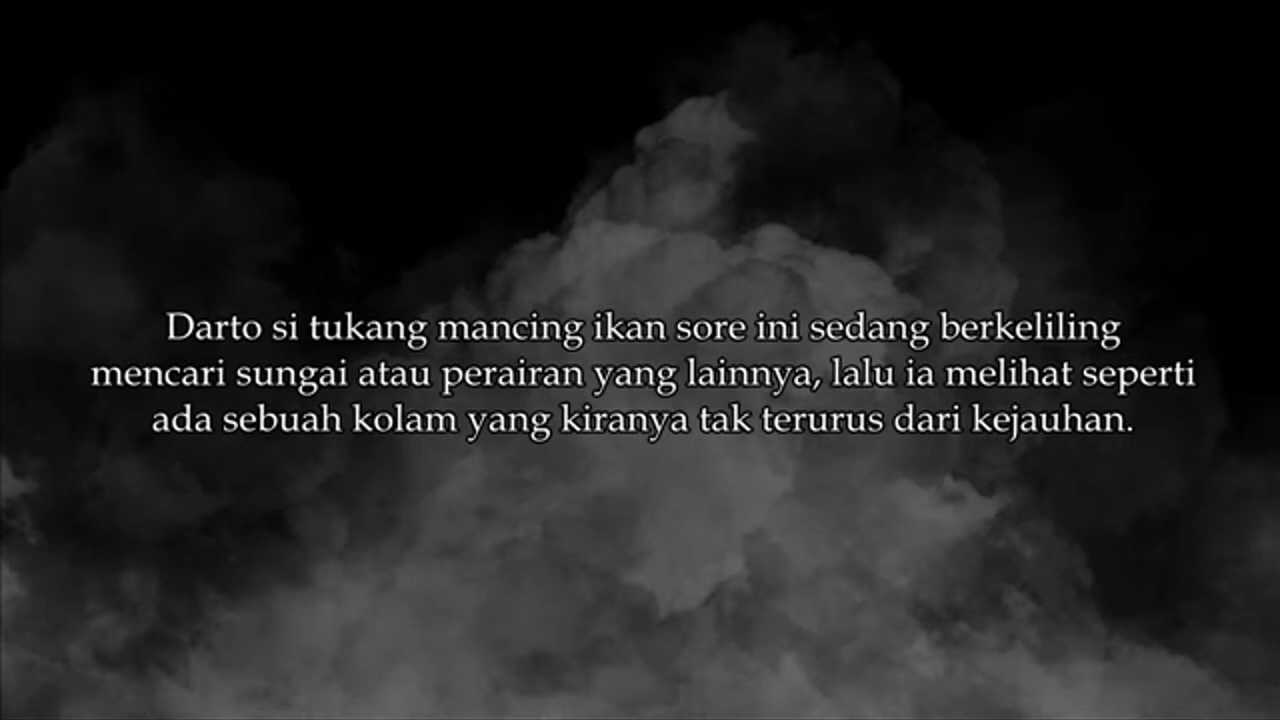 Darto si tukang mancing ikan sore ini sedang berkeliling
mencari sungai atau perairan yang lainnya, lalu ia melihat seperti
ada sebuah kolam yang kiranya tak terurus dari kejauhan.